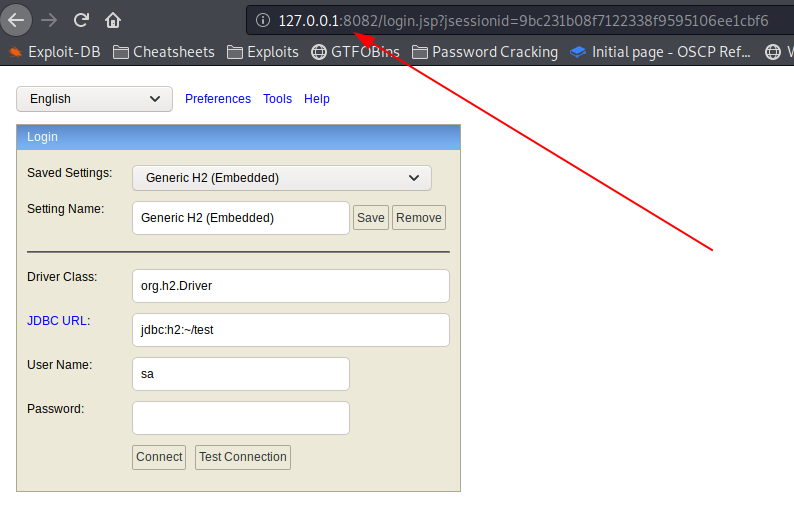 127.0.0.1:8082/login.jsp?jsessionid=9bc231b08f7122338f9595106ee1cbf6
Exploit-DB Cheatsheets Exploits GTFOBins Password Cracking Initial page - OSCP Ref...
English Preferences Tools Help
Login
Saved Settings: Generic H2 (Embedded)
Setting Name: Generic H2 (Embedded) Save Remove
Driver Class: org.h2.Driver
JDBC URL: jdbc:h2:~/test
User Name: sa
Password:
Connect Test Connection